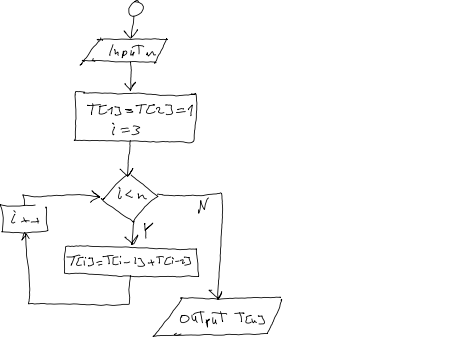 INPUT n
T[1]=T[2]=1
i=3
i<n
N
i++
Y
T[i]=T[i-1]+T[i-2]
OUTPUT T[n]